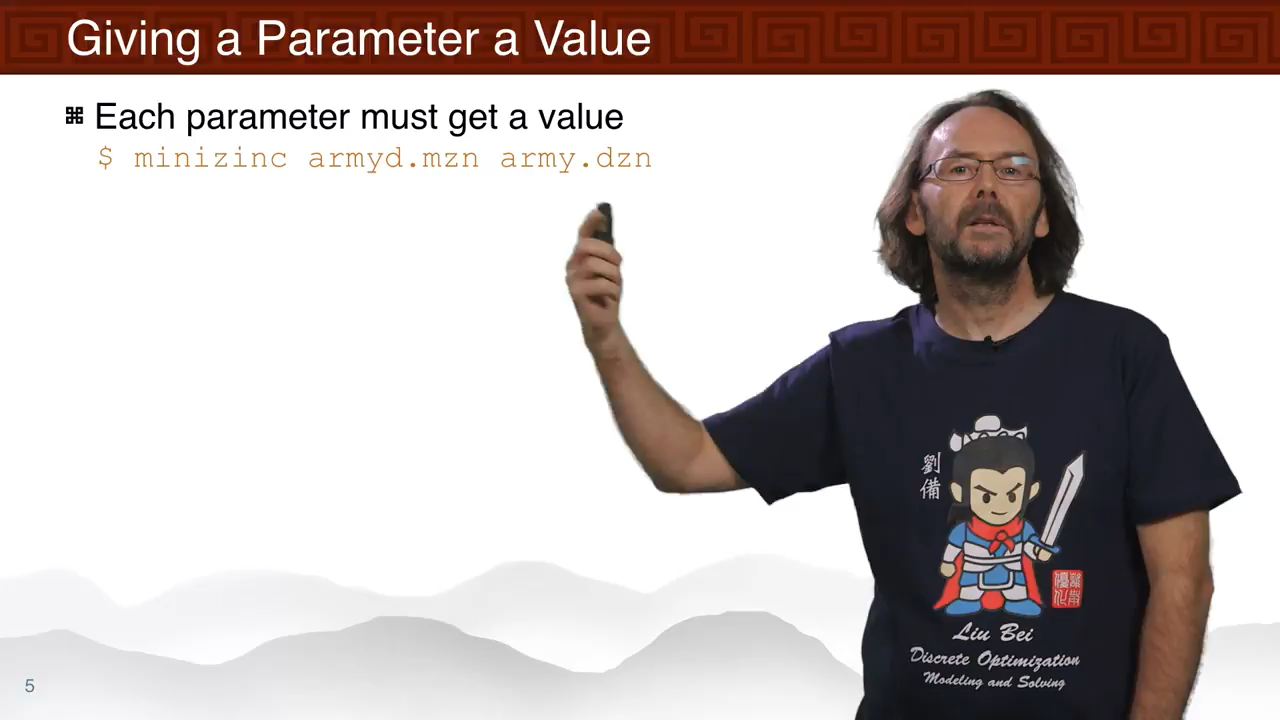 Giving a Parameter a Value
⌘ Each parameter must get a value
$ minizinc armyd.mzn army.dzn
劉
備
Liu Bei
Discrete Optimization
Modeling and Solving
5